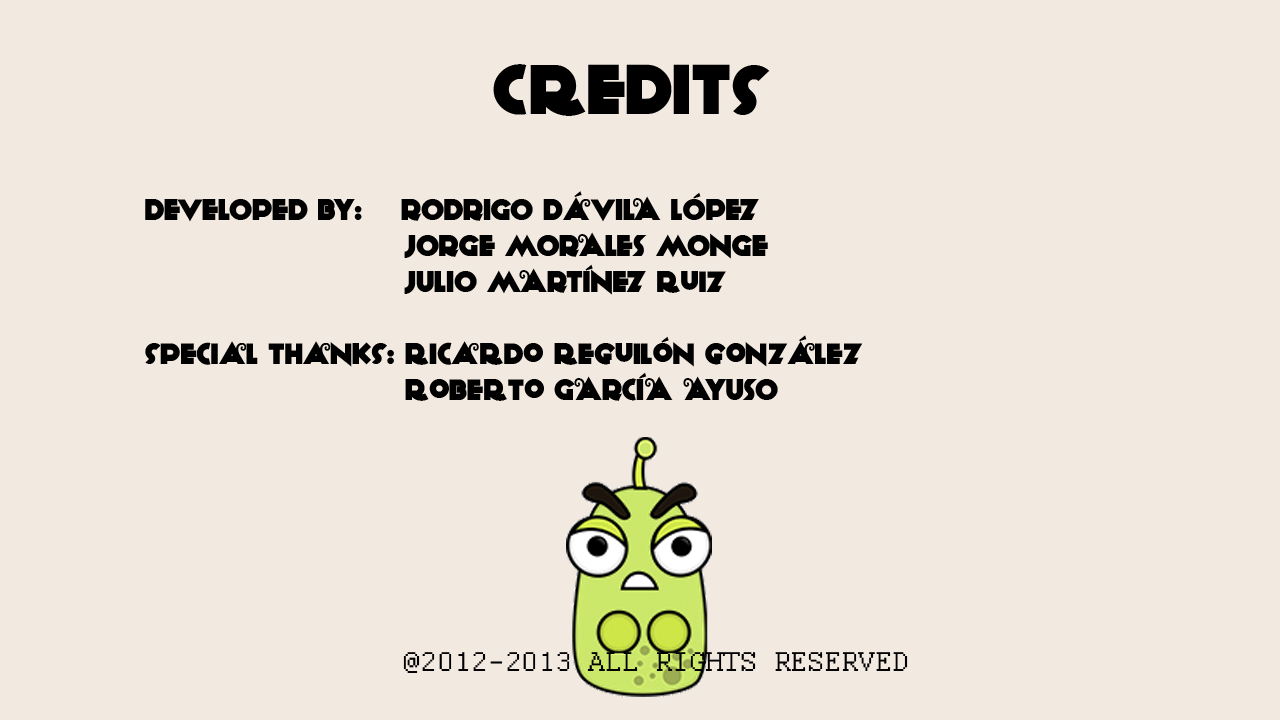 CREDITS
DEVELOPED BY: RODRIGO DÁVILA LÓPEZ
JORGE MORALES MONGE
JULIO MARTÍNEZ RUIZ
SPECIAL THANKS: RICARDO REGUILÓN GONZÁLEZ
ROBERTO GARCÍA AYUSO
@2012-2013 ALL RIGHTS RESERVED